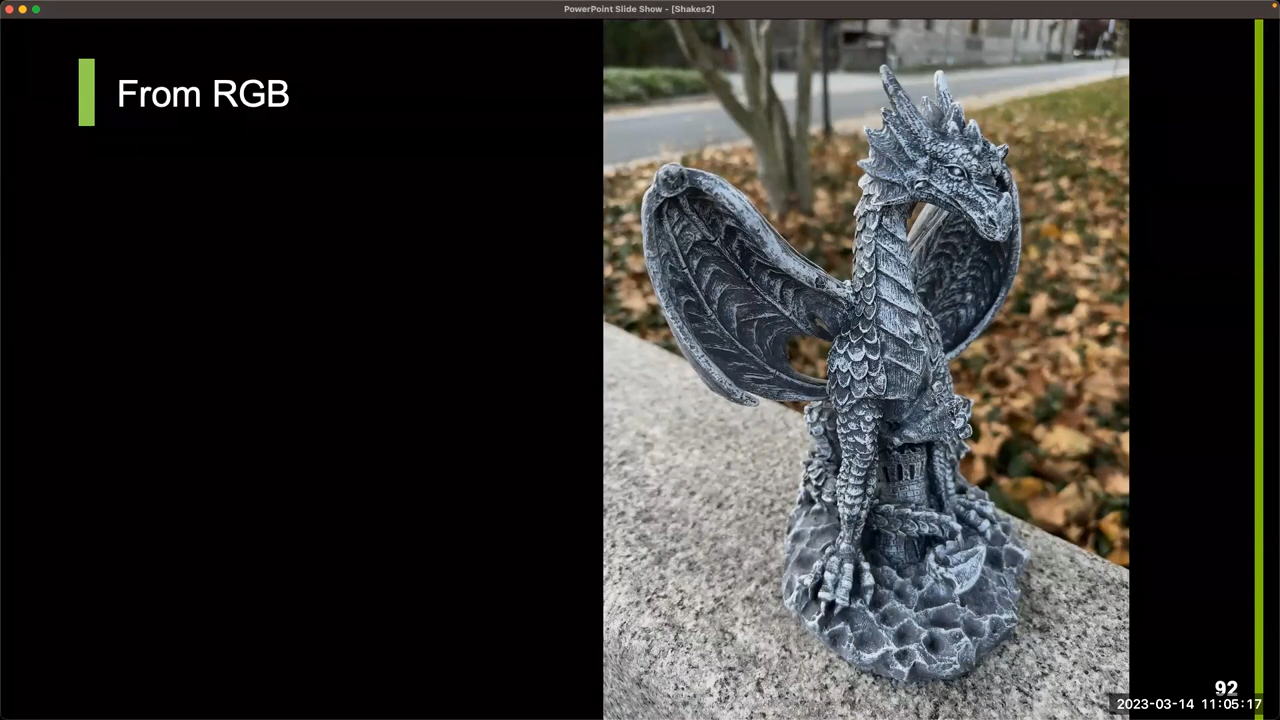 PowerPoint Slide Show - [Shakes2]
From RGB
92
2023-03-14 11:05:17